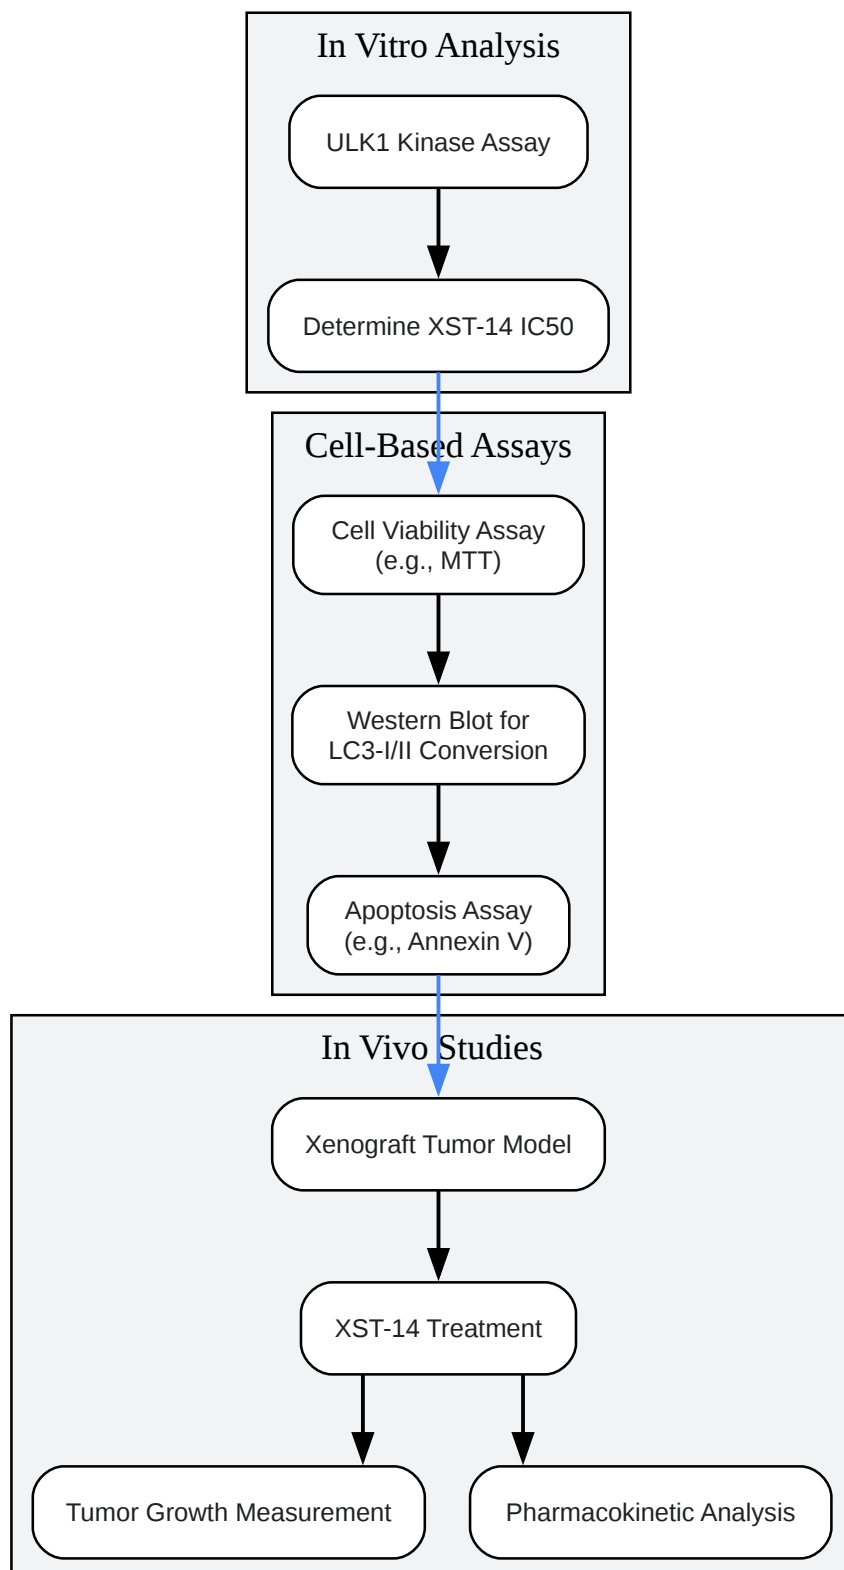 In Vitro Analysis
ULK1 Kinase Assay
Determine XST-14 IC50
Cell-Based Assays
Cell Viability Assay
(e.g., MTT)
Western Blot for
LC3-I/II Conversion
Apoptosis Assay
(e.g., Annexin V)
In Vivo Studies
Xenograft Tumor Model
XST-14 Treatment
Tumor Growth Measurement
Pharmacokinetic Analysis